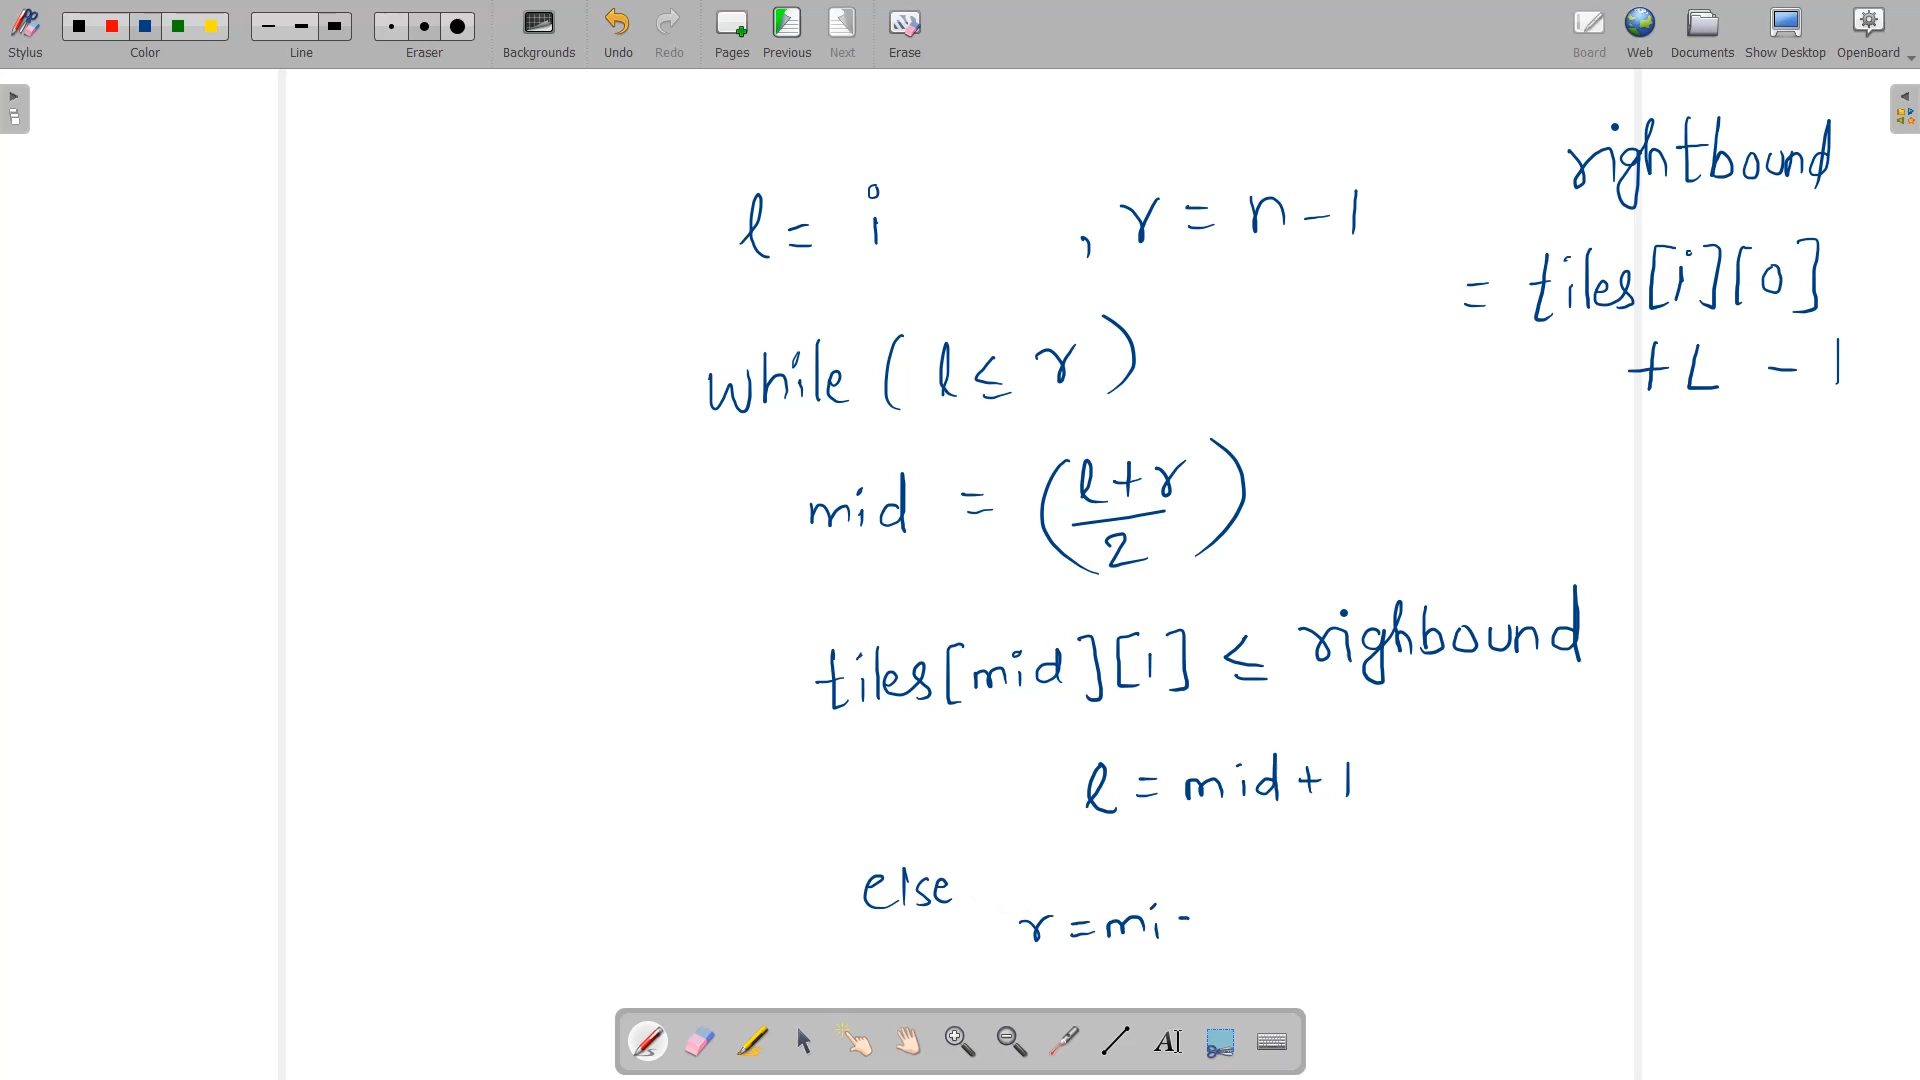 Stylus
Color
Line
Eraser
Backgrounds
Undo
Redo
Pages
Previous
Next
Erase
Board
Web
Documents
Show Desktop
OpenBoard
rightbound
= tiles[i][0]
+ L - 1
l = i , r = n - 1
while ( l ≤ r )
mid = (l + r / 2)
tiles[mid][1] ≤ righbound
l = mid + 1
else
r = mi -